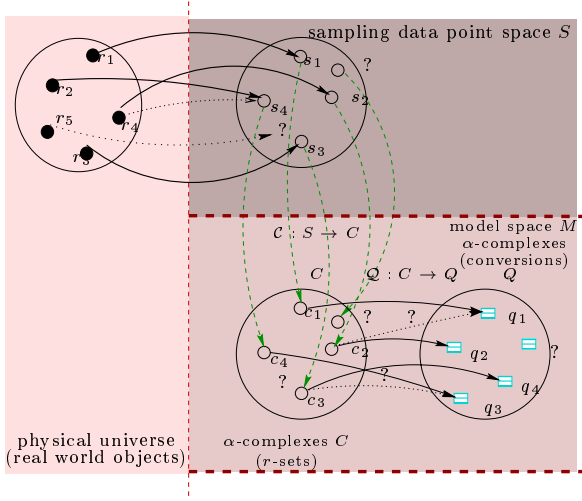 sampling data point space S
r₁
s₁
?
r₂
s₂
s₄
r₅
r₄
?
r₃
s₃
𝒞 : S → C
model space M
α-complexes
(conversions)
C
𝒬 : C → Q
Q
c₁
?
?
q₁
c₂
q₂
?
c₄
?
?
q₄
c₃
q₃
physical universe
(real world objects)
α-complexes C
(r-sets)